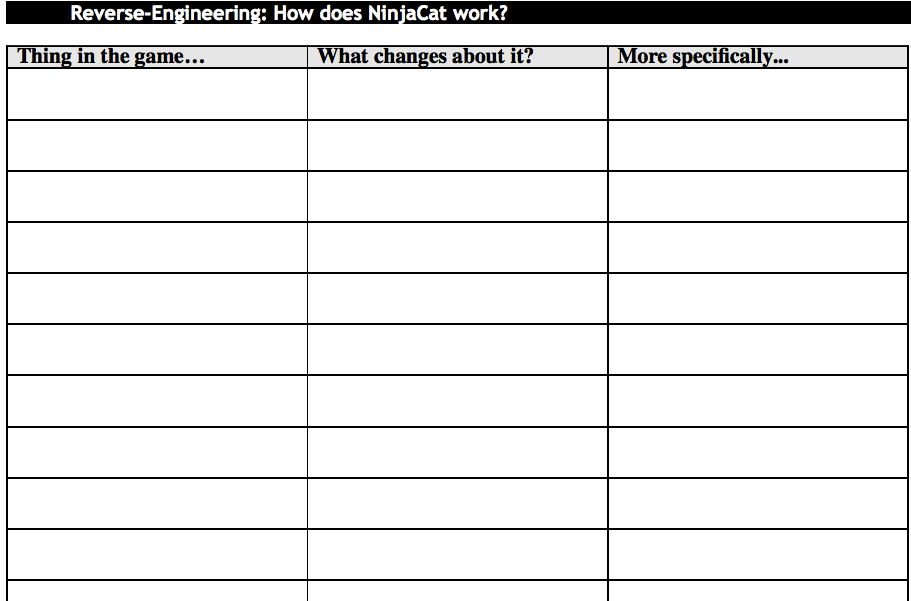 Reverse-Engineering: How does NinjaCat work?
Thing in the game… What changes about it? More specifically...